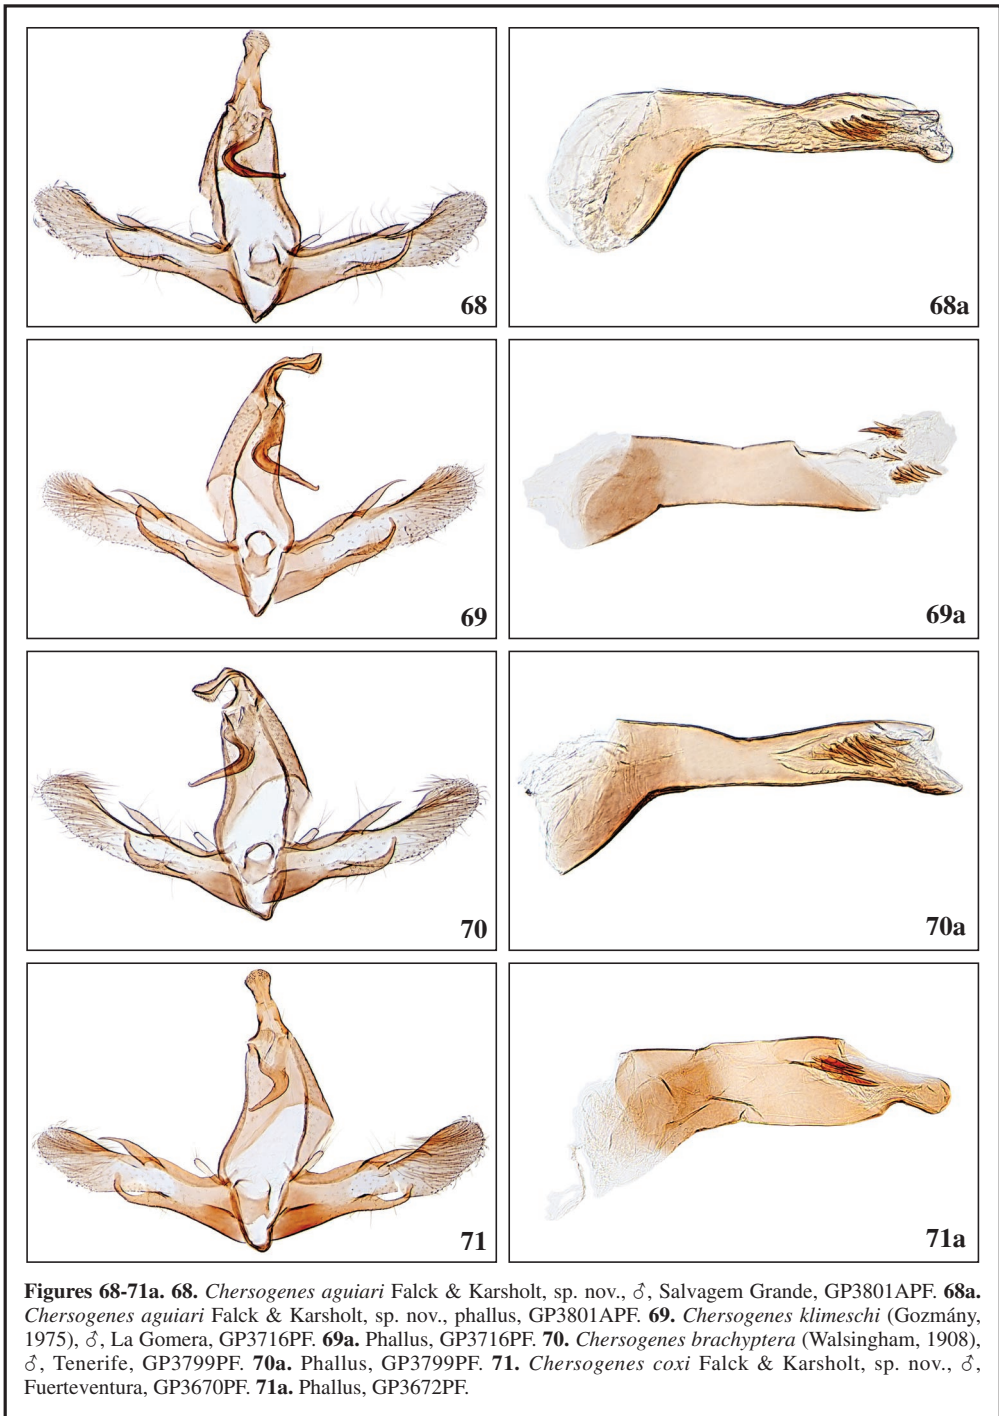 68
68a
69
69a
70
70a
71
71a
Figures 68-71a. 68. Chersogenes aguiari Falck & Karsholt, sp. nov., ♂, Salvagem Grande, GP3801APF. 68a.
Chersogenes aguiari Falck & Karsholt, sp. nov., phallus, GP3801APF. 69. Chersogenes klimeschi (Gozmány,
1975), ♂, La Gomera, GP3716PF. 69a. Phallus, GP3716PF. 70. Chersogenes brachyptera (Walsingham, 1908),
♂, Tenerife, GP3799PF. 70a. Phallus, GP3799PF. 71. Chersogenes coxi Falck & Karsholt, sp. nov., ♂,
Fuerteventura, GP3670PF. 71a. Phallus, GP3672PF.